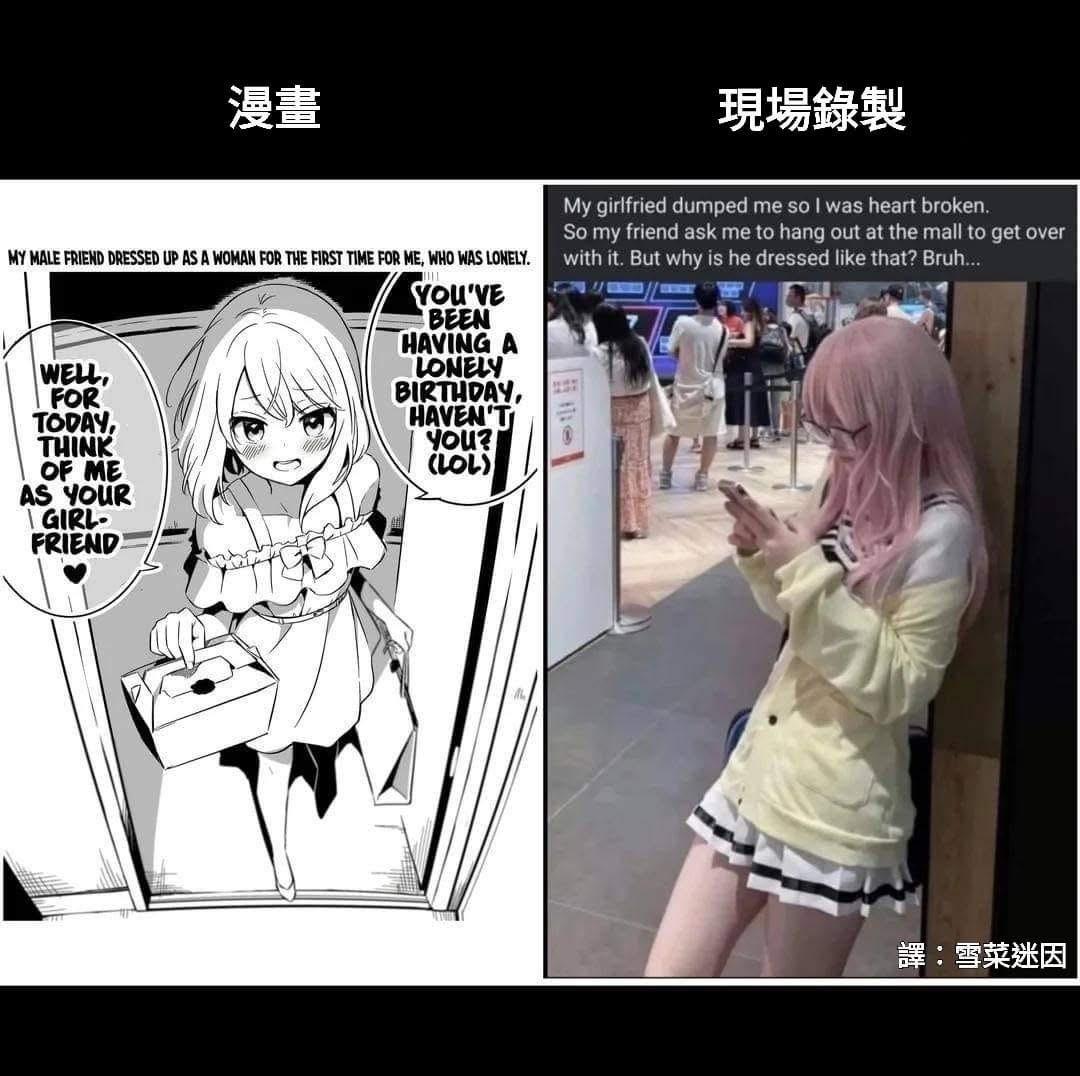 漫畫
現場錄製
MY MALE FRIEND DRESSED UP AS A WOMAN FOR THE FIRST TIME FOR ME, WHO WAS LONELY.
YOU'VE
BEEN
HAVING A
LONELY
BIRTHDAY,
HAVEN'T
YOU?
(LOL)
WELL,
FOR
TODAY,
THINK
OF ME
AS YOUR
GIRL-
FRIEND
♥
My girlfried dumped me so I was heart broken.
So my friend ask me to hang out at the mall to get over
with it. But why is he dressed like that? Bruh...
譯：雪菜迷因